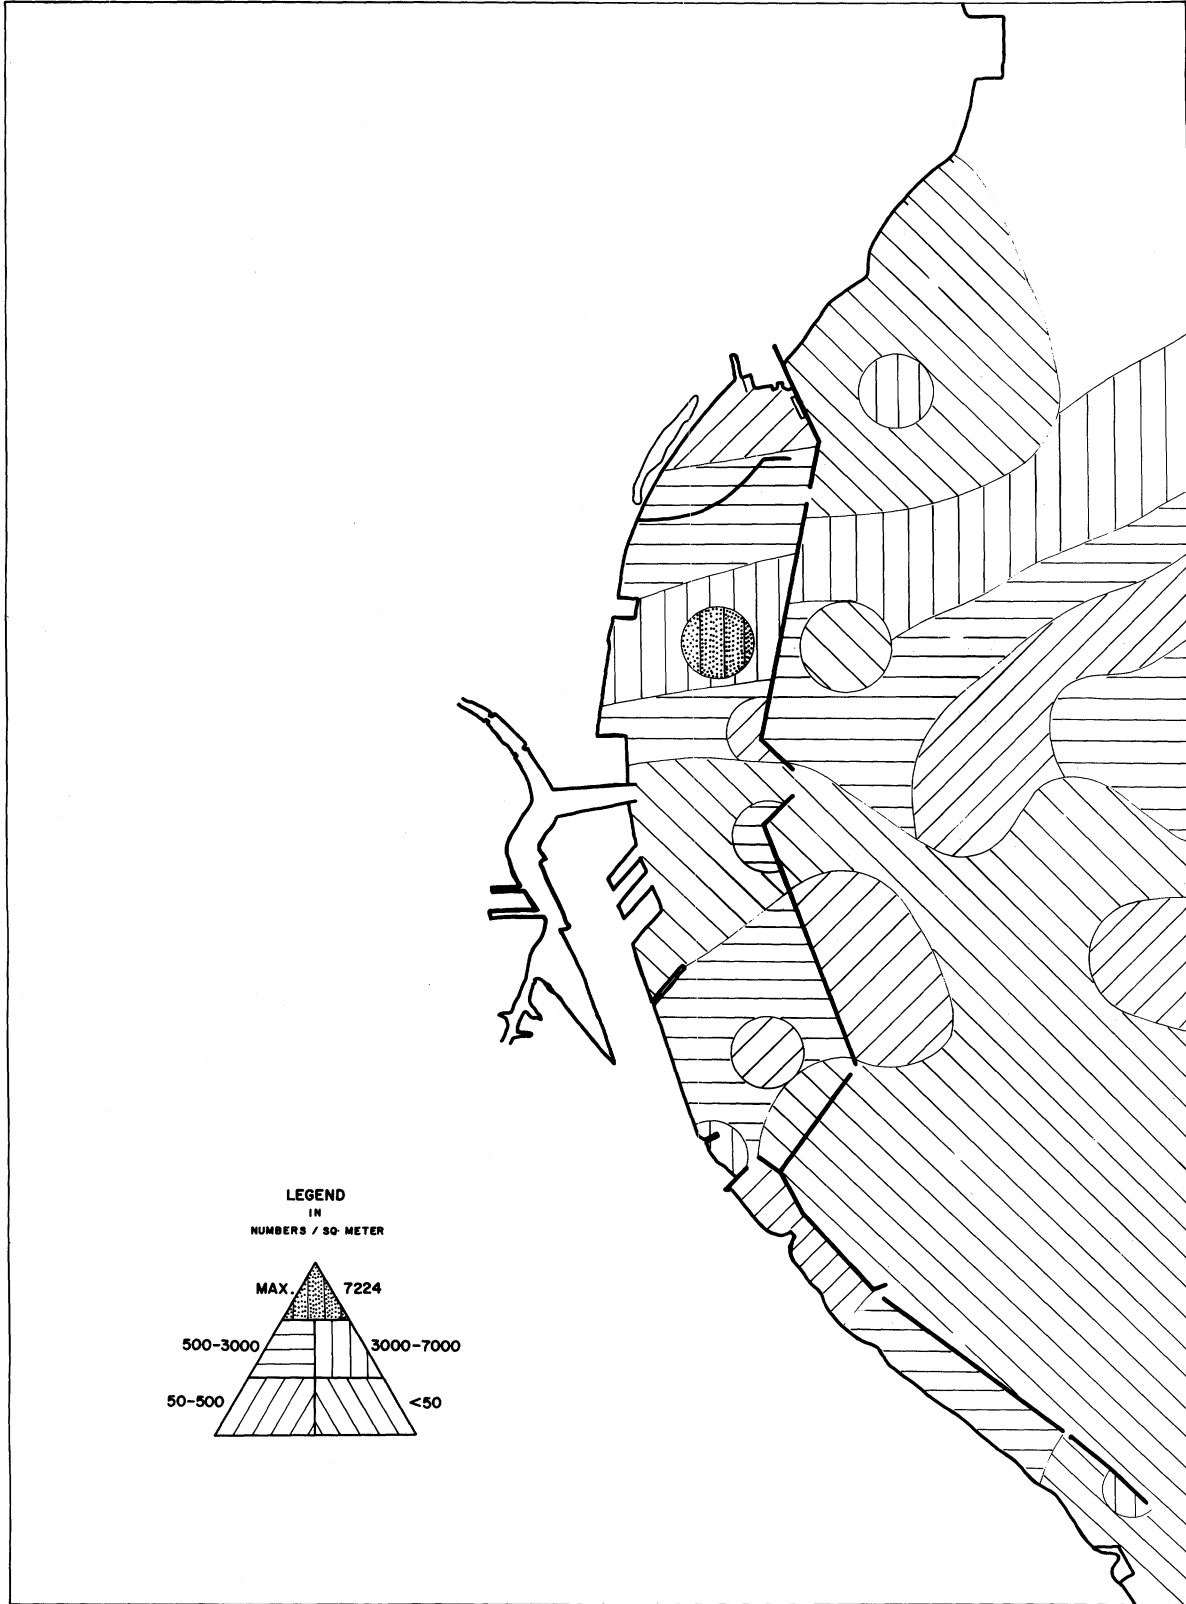 LEGEND
IN
NUMBERS / SQ. METER
MAX. 7224
500-3000 3000-7000
50-500 <50